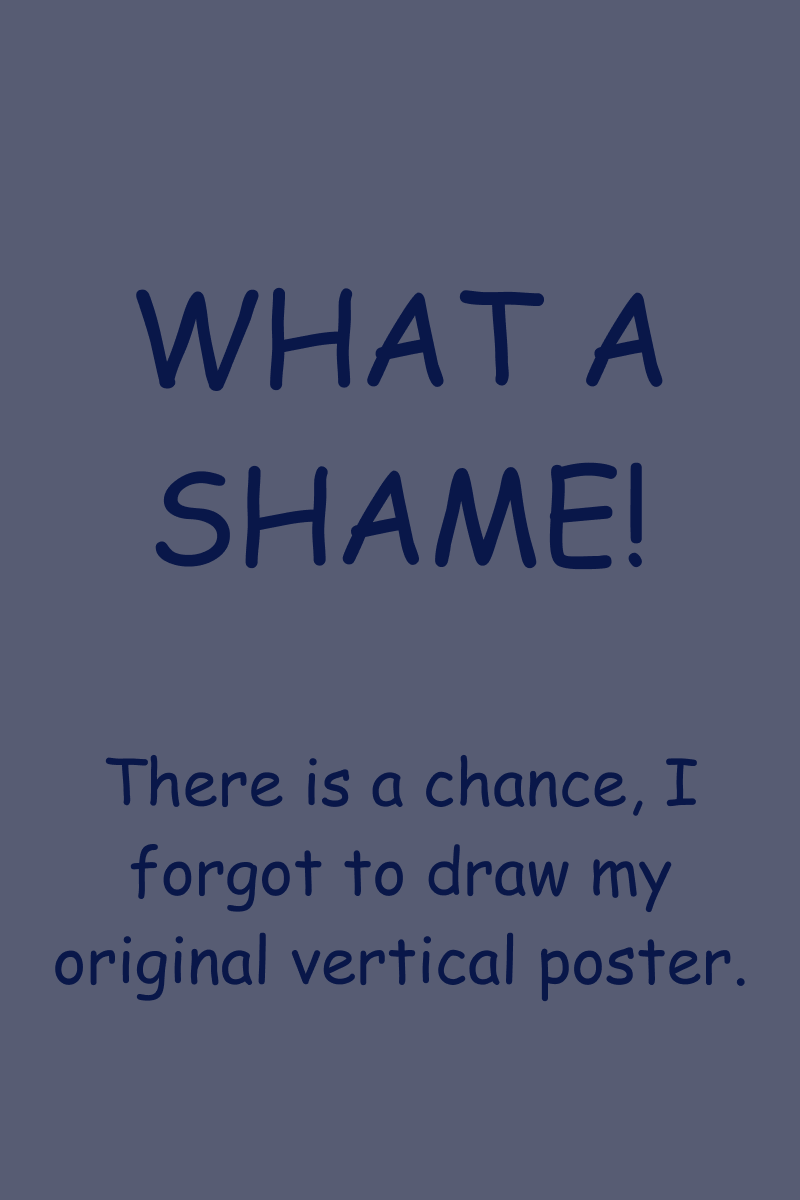 WHAT A
SHAME!
There is a chance, I
forgot to draw my
original vertical poster.